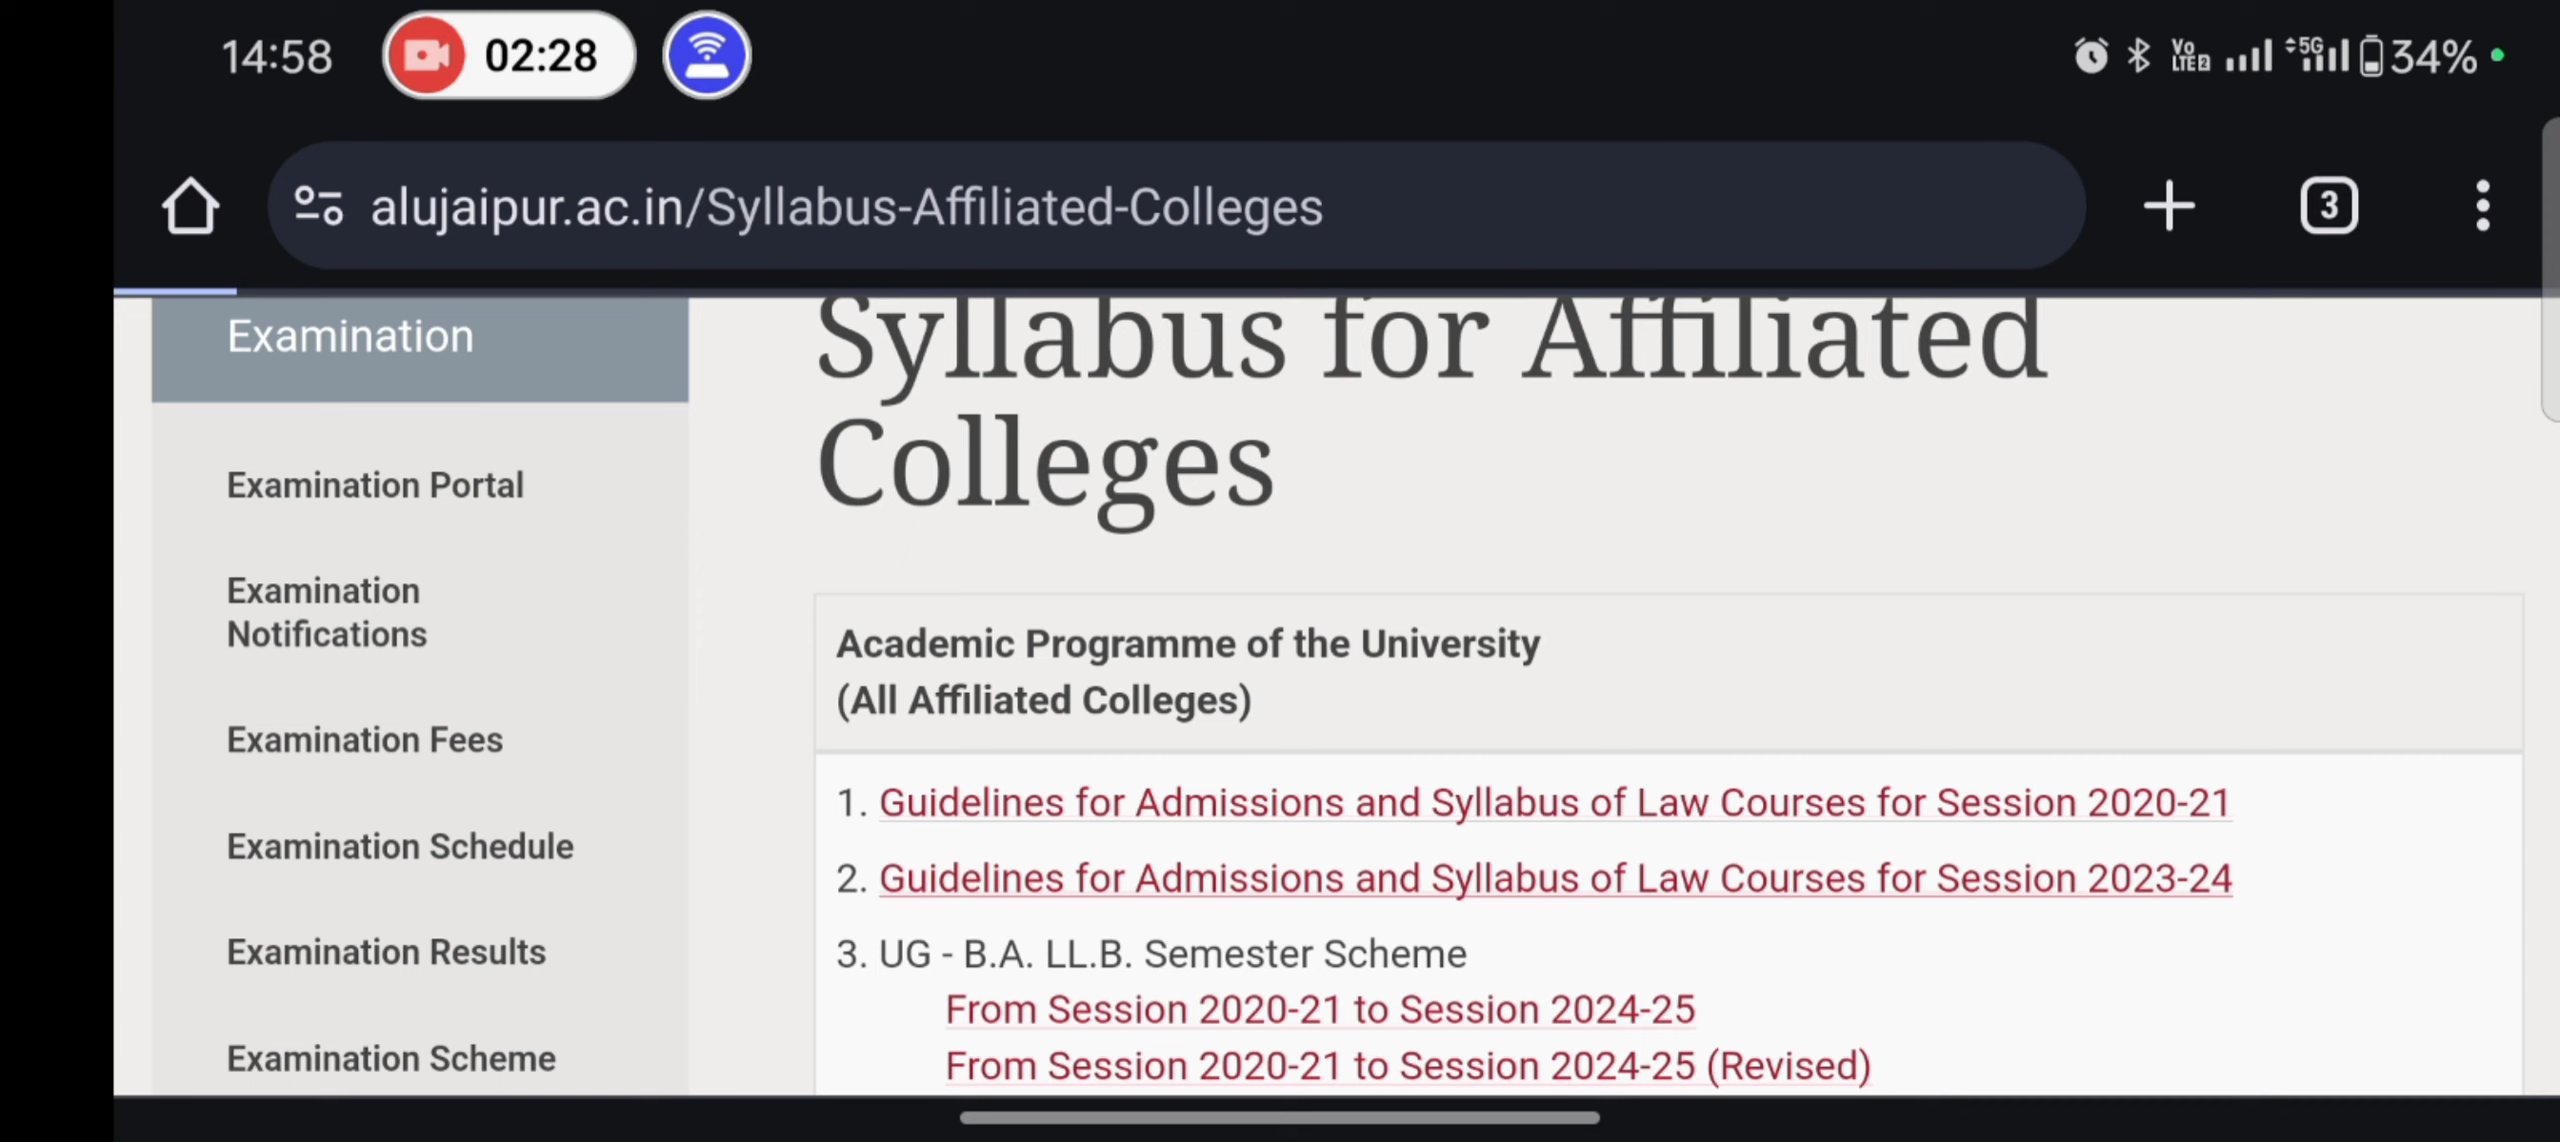 14:58
02:28
Vo
LTE2
5G
34%
alujaipur.ac.in/Syllabus-Affiliated-Colleges
3
Examination
Examination Portal
Examination
Notifications
Examination Fees
Examination Schedule
Examination Results
Examination Scheme
Syllabus for Affiliated
Colleges
Academic Programme of the University
(All Affiliated Colleges)
1. Guidelines for Admissions and Syllabus of Law Courses for Session 2020-21
2. Guidelines for Admissions and Syllabus of Law Courses for Session 2023-24
3. UG - B.A. LL.B. Semester Scheme
From Session 2020-21 to Session 2024-25
From Session 2020-21 to Session 2024-25 (Revised)